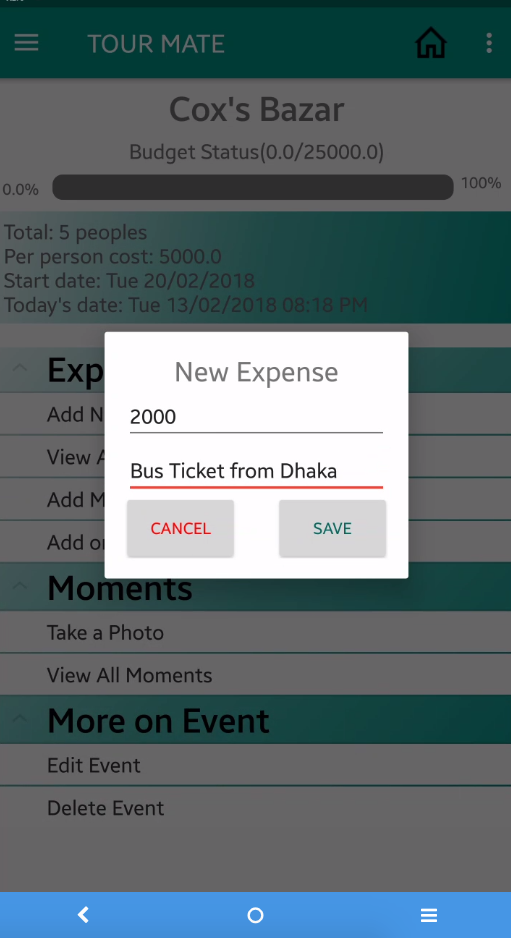 TOUR MATE
Cox's Bazar
Budget Status(0.0/25000.0)
0.0%
100%
Total: 5 peoples
Per person cost: 5000.0
Start date: Tue 20/02/2018
Today's date: Tue 13/02/2018 08:18 PM
New Expense
2000
Bus Ticket from Dhaka
CANCEL
SAVE
Exp
Add N
View A
Add M
Add or
Moments
Take a Photo
View All Moments
More on Event
Edit Event
Delete Event